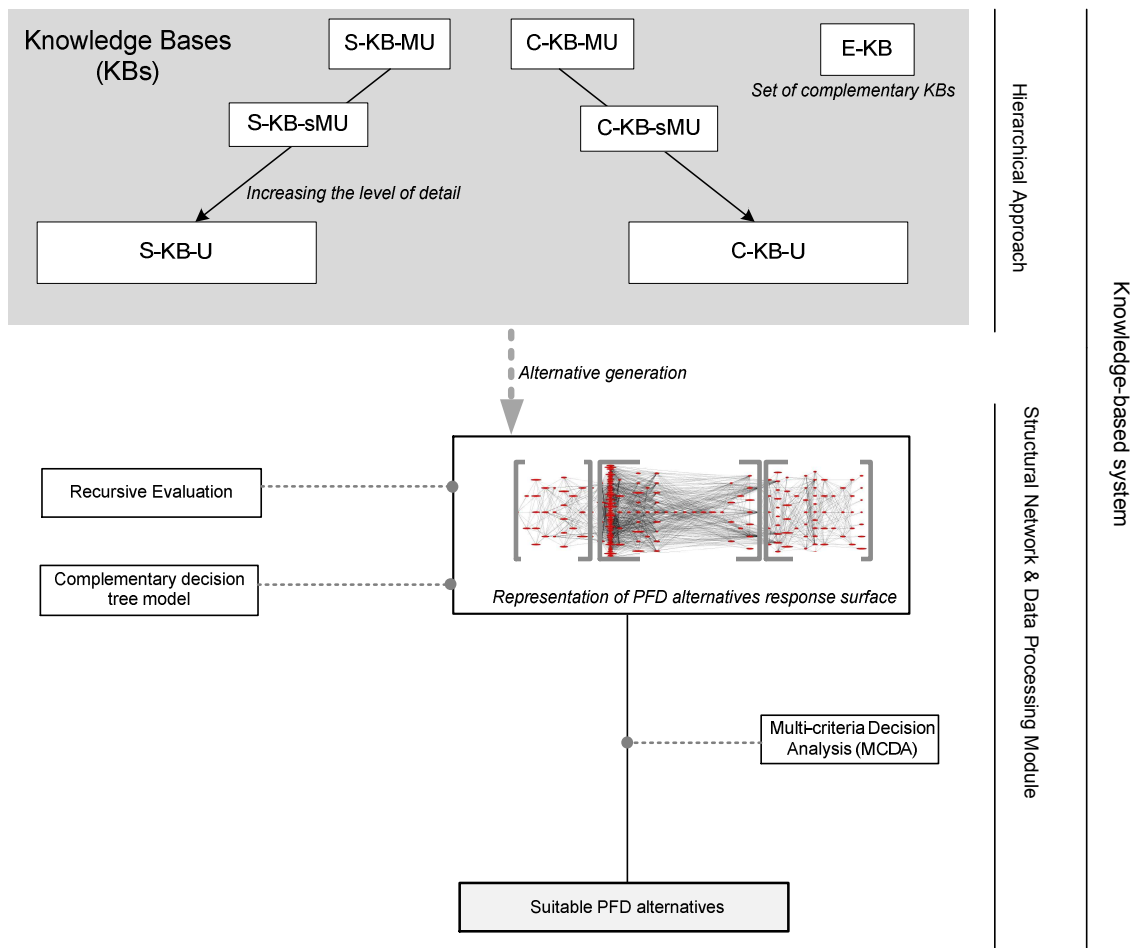 Knowledge Bases
(KBs)
S-KB-MU
C-KB-MU
E-KB
Set of complementary KBs
S-KB-sMU
C-KB-sMU
Increasing the level of detail
S-KB-U
C-KB-U
Hierarchical Approach
Knowledge-based system
Alternative generation
Recursive Evaluation
Complementary decision
tree model
Representation of PFD alternatives response surface
Structural Network & Data Processing Module
Multi-criteria Decision
Analysis (MCDA)
Suitable PFD alternatives